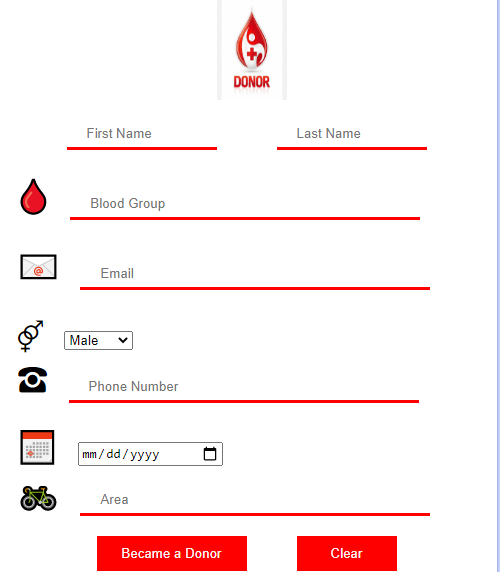 DONOR
First Name Last Name
Blood Group
@
Email
Male
Phone Number
mm/dd/yyyy
Area
Became a Donor Clear